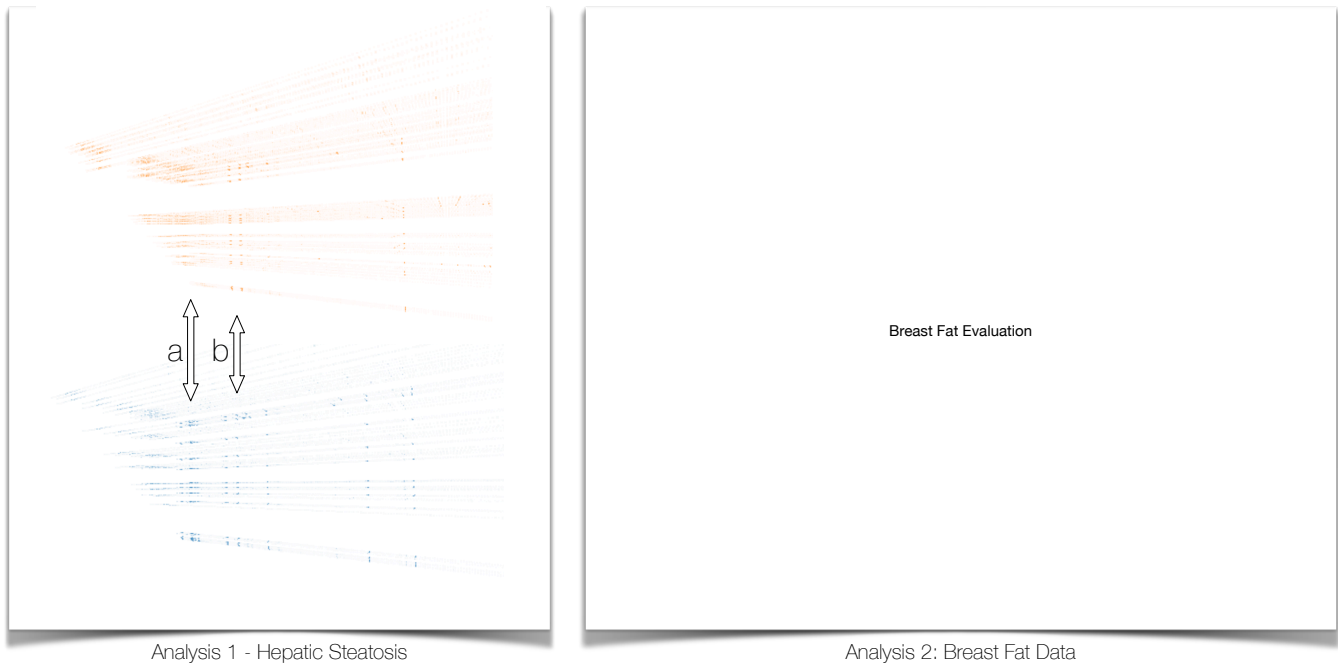 a
b
Breast Fat Evaluation
Analysis 1 - Hepatic Steatosis
Analysis 2: Breast Fat Data